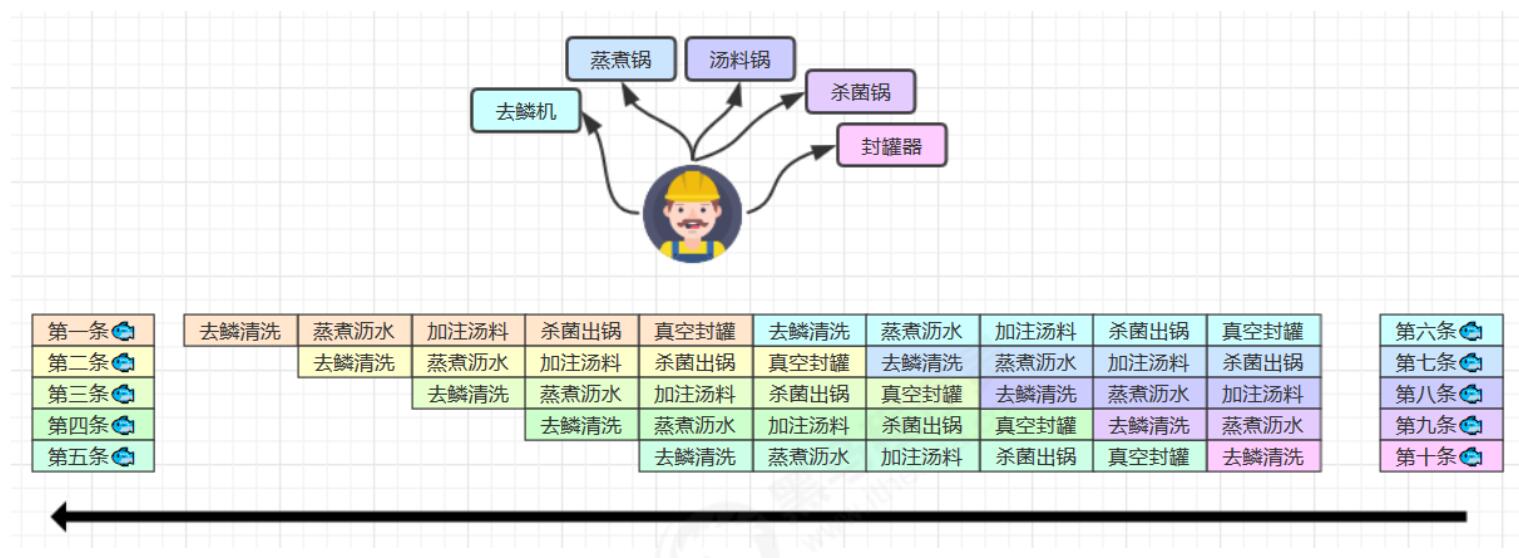 蒸煮锅 汤料锅
杀菌锅
去鳞机
封罐器
第一条 去鳞清洗 蒸煮沥水 加注汤料 杀菌出锅 真空封罐 去鳞清洗 蒸煮沥水 加注汤料 杀菌出锅 真空封罐 第六条
第二条 去鳞清洗 蒸煮沥水 加注汤料 杀菌出锅 真空封罐 去鳞清洗 蒸煮沥水 加注汤料 杀菌出锅 第七条
第三条 去鳞清洗 蒸煮沥水 加注汤料 杀菌出锅 真空封罐 去鳞清洗 蒸煮沥水 加注汤料 第八条
第四条 去鳞清洗 蒸煮沥水 加注汤料 杀菌出锅 真空封罐 去鳞清洗 蒸煮沥水 第九条
第五条 去鳞清洗 蒸煮沥水 加注汤料 杀菌出锅 真空封罐 去鳞清洗 第十条